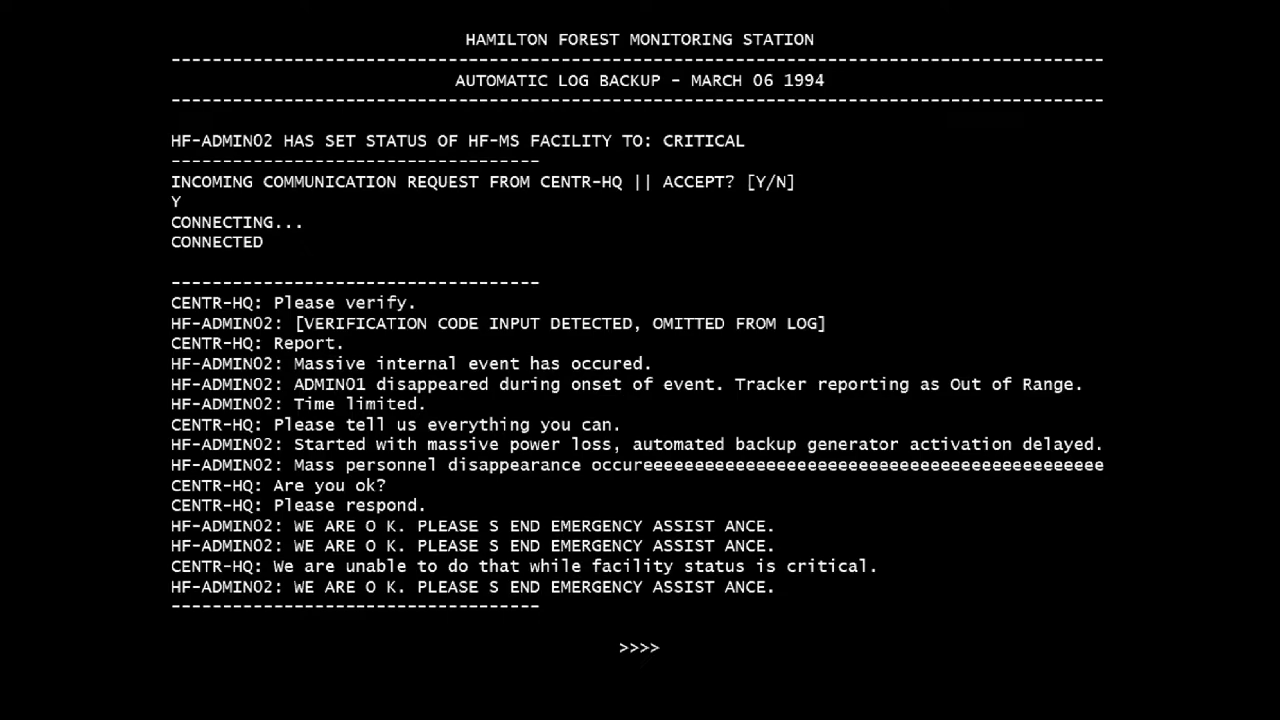 HAMILTON FOREST MONITORING STATION
-------------------------------------------------------------------------------------------
AUTOMATIC LOG BACKUP - MARCH 06 1994
-------------------------------------------------------------------------------------------
HF-ADMIN02 HAS SET STATUS OF HF-MS FACILITY TO: CRITICAL
------------------------------------
INCOMING COMMUNICATION REQUEST FROM CENTR-HQ || ACCEPT? [Y/N]
Y
CONNECTING...
CONNECTED
------------------------------------
CENTR-HQ: Please verify.
HF-ADMIN02: [VERIFICATION CODE INPUT DETECTED, OMITTED FROM LOG]
CENTR-HQ: Report.
HF-ADMIN02: Massive internal event has occured.
HF-ADMIN02: ADMIN01 disappeared during onset of event. Tracker reporting as Out of Range.
HF-ADMIN02: Time limited.
CENTR-HQ: Please tell us everything you can.
HF-ADMIN02: Started with massive power loss, automated backup generator activation delayed.
HF-ADMIN02: Mass personnel disappearance occureeeeeeeeeeeeeeeeeeeeeeeeeeeeeeeeeeeeeeeeeeeee
CENTR-HQ: Are you ok?
CENTR-HQ: Please respond.
HF-ADMIN02: WE ARE O K. PLEASE S END EMERGENCY ASSIST ANCE.
HF-ADMIN02: WE ARE O K. PLEASE S END EMERGENCY ASSIST ANCE.
CENTR-HQ: We are unable to do that while facility status is critical.
HF-ADMIN02: WE ARE O K. PLEASE S END EMERGENCY ASSIST ANCE.
------------------------------------
>>>>